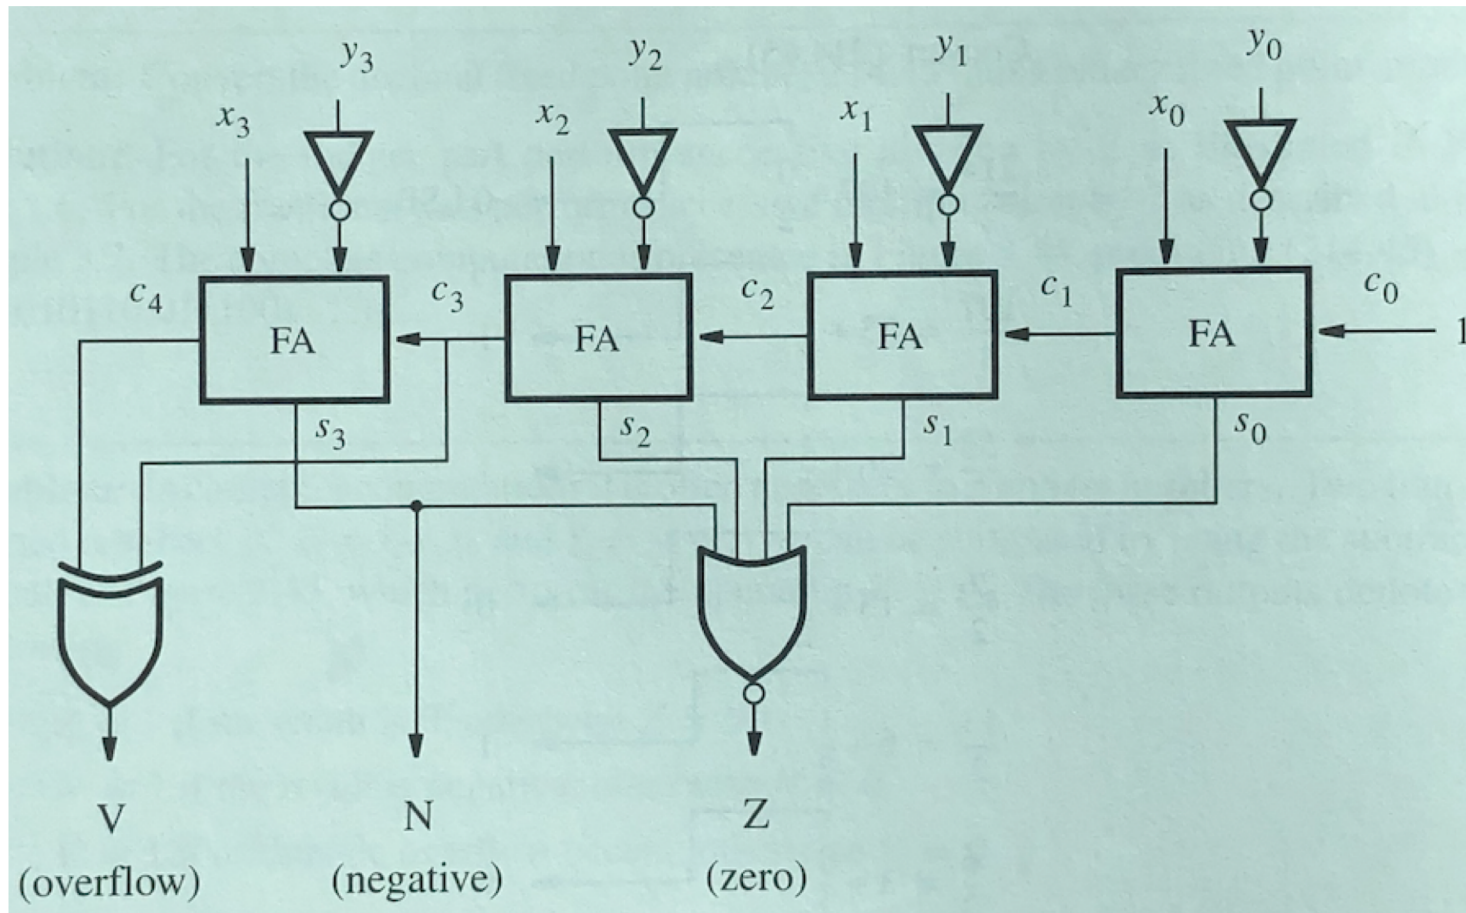 y3 y2 y1 y0
x3 x2 x1 x0
c4 c3 c2 c1 c0
FA FA FA FA 1
s3 s2 s1 s0
V N Z
(overflow) (negative) (zero)